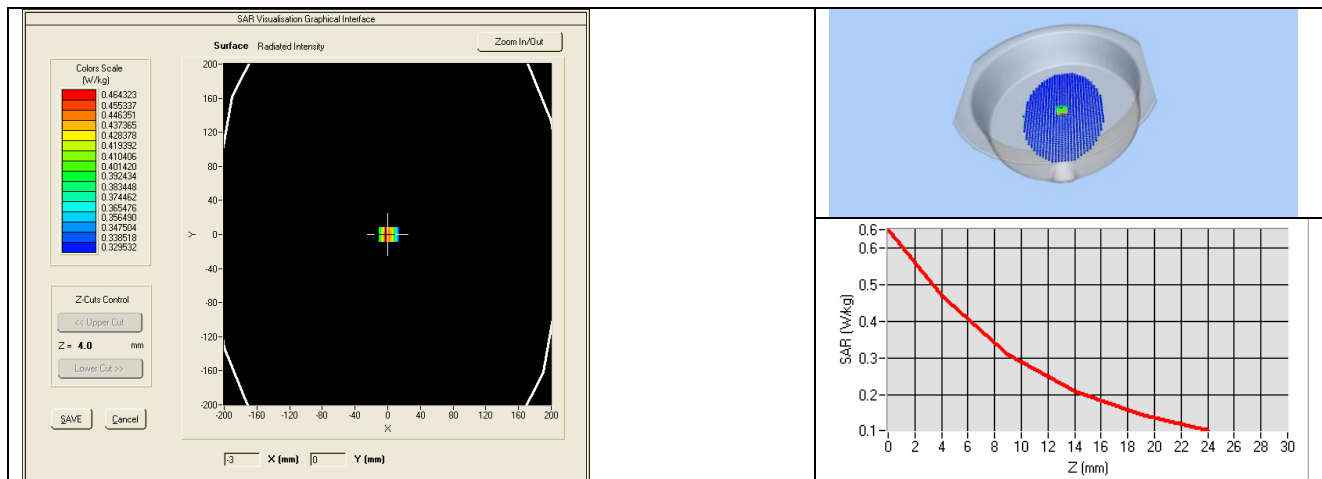 SAR Visualisation Graphical Interface
Surface Radiated Intensity
Zoom In/Out
Colors Scale
(W/kg)
0.464323
0.455337
0.446351
0.437365
0.428378
0.419392
0.410406
0.401420
0.392434
0.383448
0.374462
0.365476
0.356490
0.347504
0.338518
0.329532
Z-Cuts Control
<< Upper Cut
Z = 4.0 mm
Lower Cut >>
SAVE Cancel
200
160
120
80
40
Y 0
-40
-80
-120
-160
-200
-200 -160 -120 -80 -40 0 40 80 120 160 200
X
-3 X (mm) 0 Y (mm)
SAR (W/kg)
0.6
0.6
0.5
0.4
0.3
0.2
0.1
0 2 4 6 8 10 12 14 16 18 20 22 24 26 28 30
Z (mm)